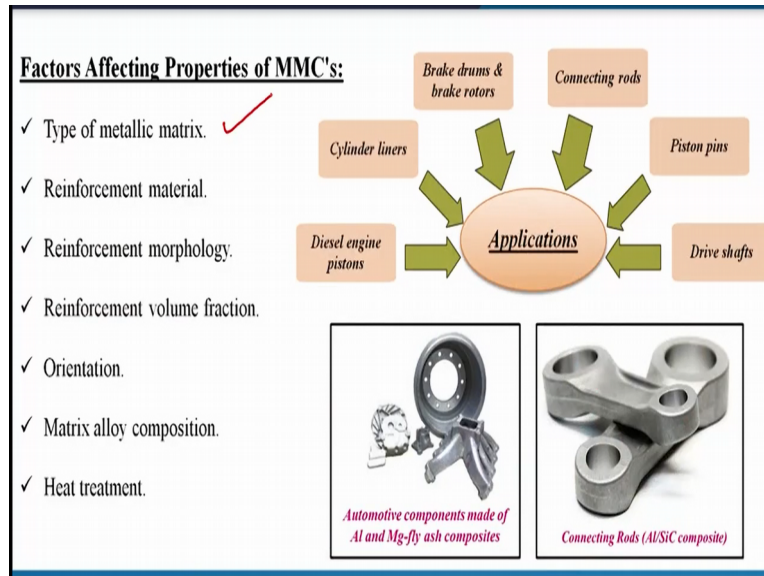 Factors Affecting Properties of MMC's:
✓ Type of metallic matrix.
✓ Reinforcement material.
✓ Reinforcement morphology.
✓ Reinforcement volume fraction.
✓ Orientation.
✓ Matrix alloy composition.
✓ Heat treatment.
Brake drums &
brake rotors
Connecting rods
Cylinder liners
Piston pins
Diesel engine
pistons
Applications
Drive shafts
Automotive components made of
Al and Mg-fly ash composites
Connecting Rods (Al/SiC composite)